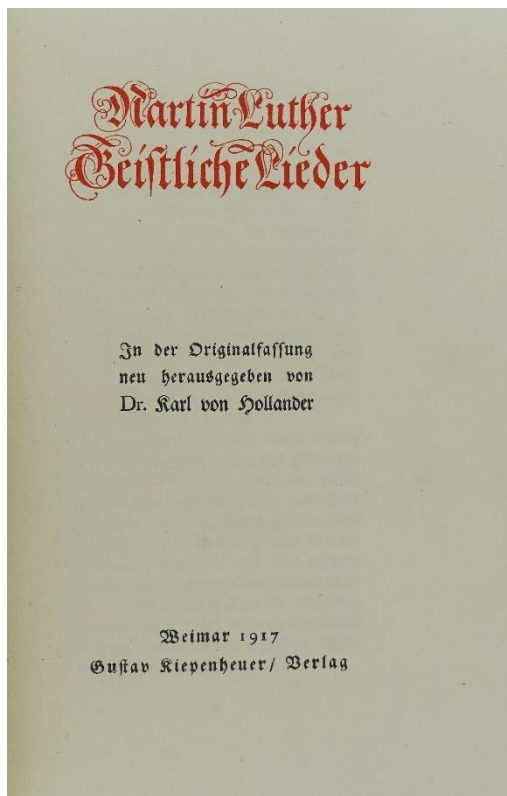 Martin Luther
Geistliche Lieder
In der Originalfassung
neu herausgegeben von
Dr. Karl von Hollander
Weimar 1917
Gustav Kiepenheuer / Verlag